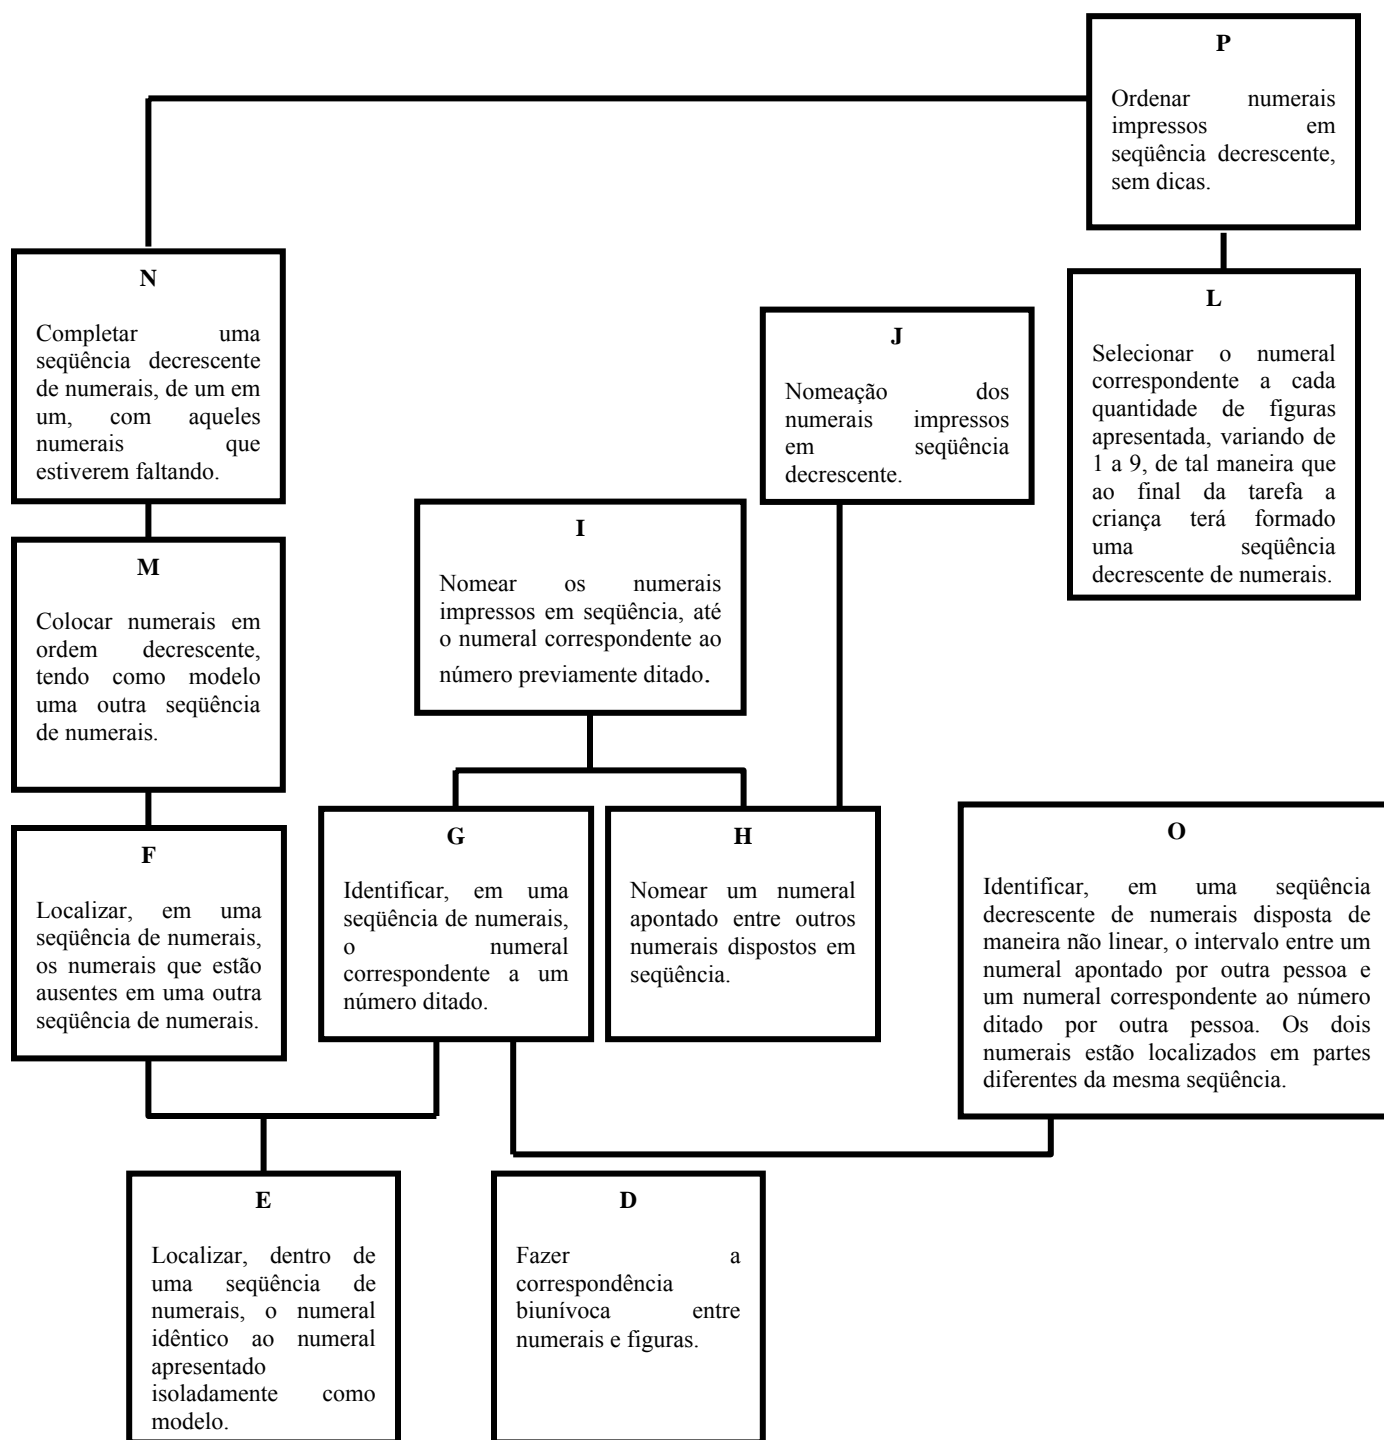 P
Ordenar numerais
impressos em
seqüência decrescente,
sem dicas.
N
Completar uma
seqüência decrescente
de numerais, de um em
um, com aqueles
numerais que
estiverem faltando.
L
Selecionar o numeral
correspondente a cada
quantidade de figuras
apresentada, variando de
1 a 9, de tal maneira que
ao final da tarefa a
criança terá formado
uma seqüência
decrescente de numerais.
J
Nomeação dos
numerais impressos
em seqüência
decrescente.
I
Nomear os numerais
impressos em seqüência, até
o numeral correspondente ao
número previamente ditado.
M
Colocar numerais em
ordem decrescente,
tendo como modelo
uma outra seqüência
de numerais.
F
Localizar, em uma
seqüência de numerais,
os numerais que estão
ausentes em uma outra
seqüência de numerais.
G
Identificar, em uma
seqüência de numerais,
o numeral
correspondente a um
número ditado.
H
Nomear um numeral
apontado entre outros
numerais dispostos em
seqüência.
O
Identificar, em uma seqüência
decrescente de numerais disposta de
maneira não linear, o intervalo entre um
numeral apontado por outra pessoa e
um numeral correspondente ao número
ditado por outra pessoa. Os dois
numerais estão localizados em partes
diferentes da mesma seqüência.
E
Localizar, dentro de
uma seqüência de
numerais, o numeral
idêntico ao numeral
apresentado
isoladamente como
modelo.
D
Fazer a
correspondência
biunívoca entre
numerais e figuras.